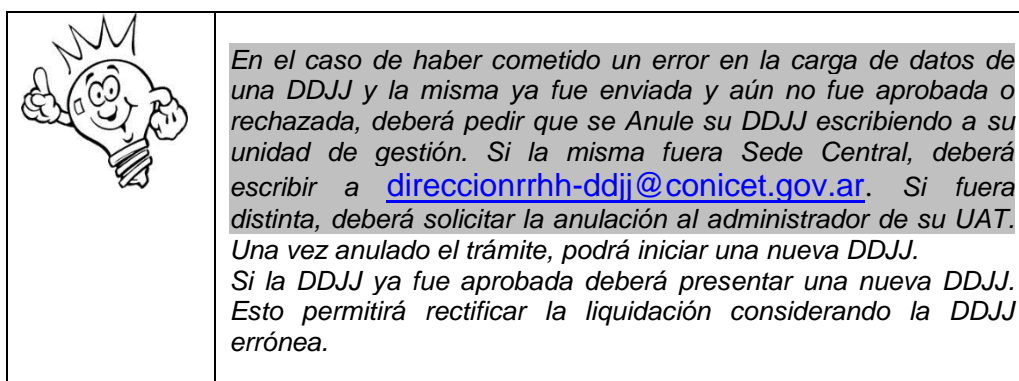 En el caso de haber cometido un error en la carga de datos de
una DDJJ y la misma ya fue enviada y aún no fue aprobada o
rechazada, deberá pedir que se Anule su DDJJ escribiendo a su
unidad de gestión. Si la misma fuera Sede Central, deberá
escribir a direccionrrhh-ddjj@conicet.gov.ar. Si fuera
distinta, deberá solicitar la anulación al administrador de su UAT.
Una vez anulado el trámite, podrá iniciar una nueva DDJJ.
Si la DDJJ ya fue aprobada deberá presentar una nueva DDJJ.
Esto permitirá rectificar la liquidación considerando la DDJJ
errónea.